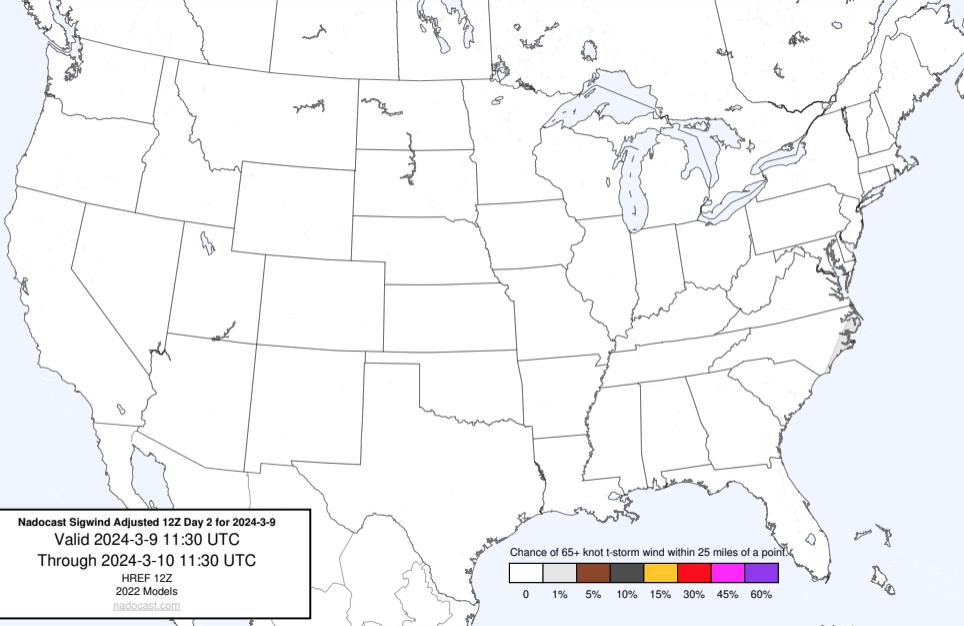 Nadocast Sigwind Adjusted 12Z Day 2 for 2024-3-9
Valid 2024-3-9 11:30 UTC
Through 2024-3-10 11:30 UTC
HREF 12Z
2022 Models
nadocast.com
Chance of 65+ knot t-storm wind within 25 miles of a point.
0 1% 5% 10% 15% 30% 45% 60%